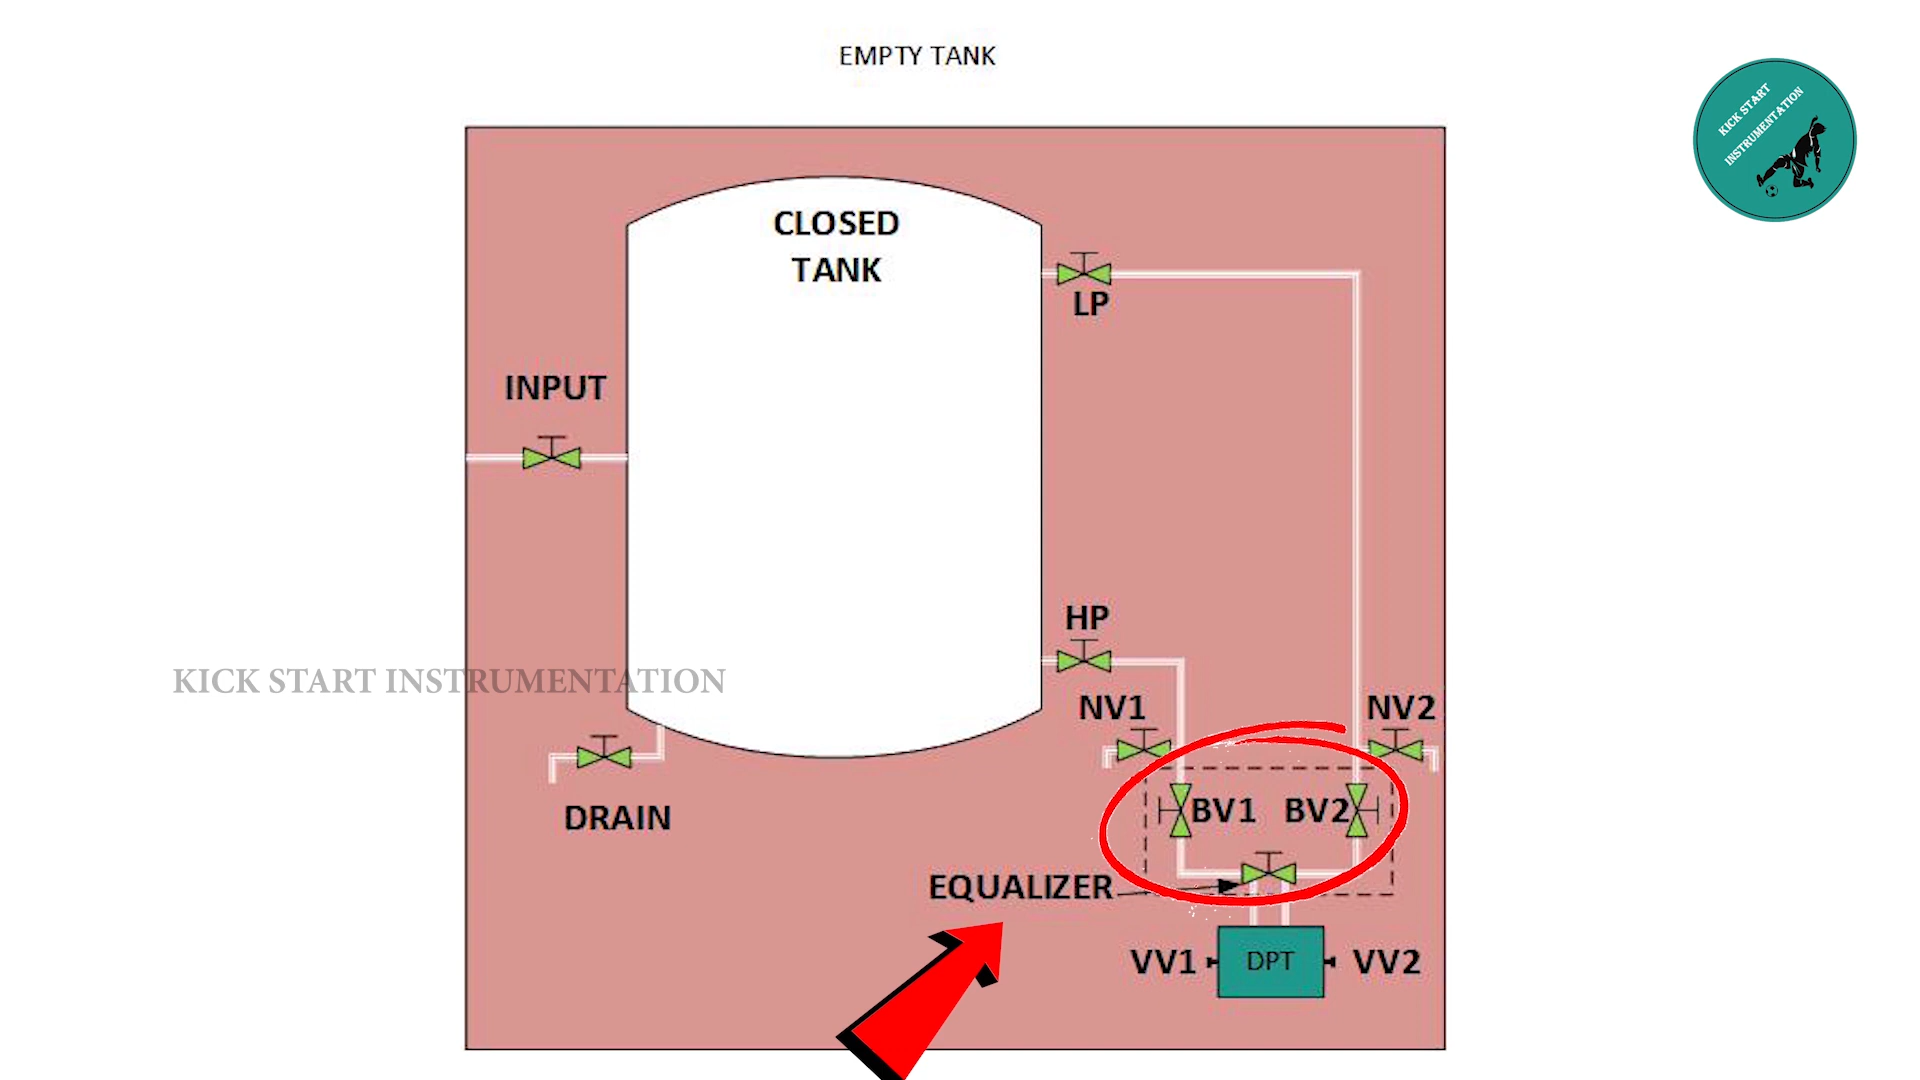 EMPTY TANK
KICK START
INSTRUMENTATION
CLOSED
TANK
LP
INPUT
HP
KICK START INSTRUMENTATION
NV1
NV2
BV1
BV2
DRAIN
EQUALIZER
VV1
DPT
VV2